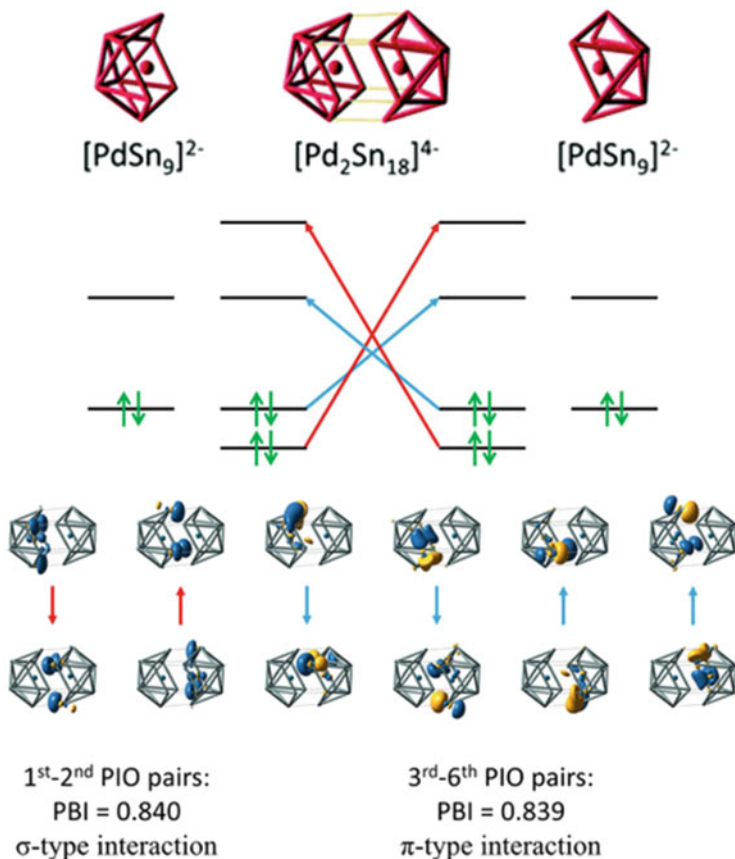 [PdSn₉]²⁻ [Pd₂Sn₁₈]⁴⁻ [PdSn₉]²⁻
1ˢᵗ-2ⁿᵈ PIO pairs:
PBI = 0.840
σ-type interaction
3ʳᵈ-6ᵗʰ PIO pairs:
PBI = 0.839
π-type interaction